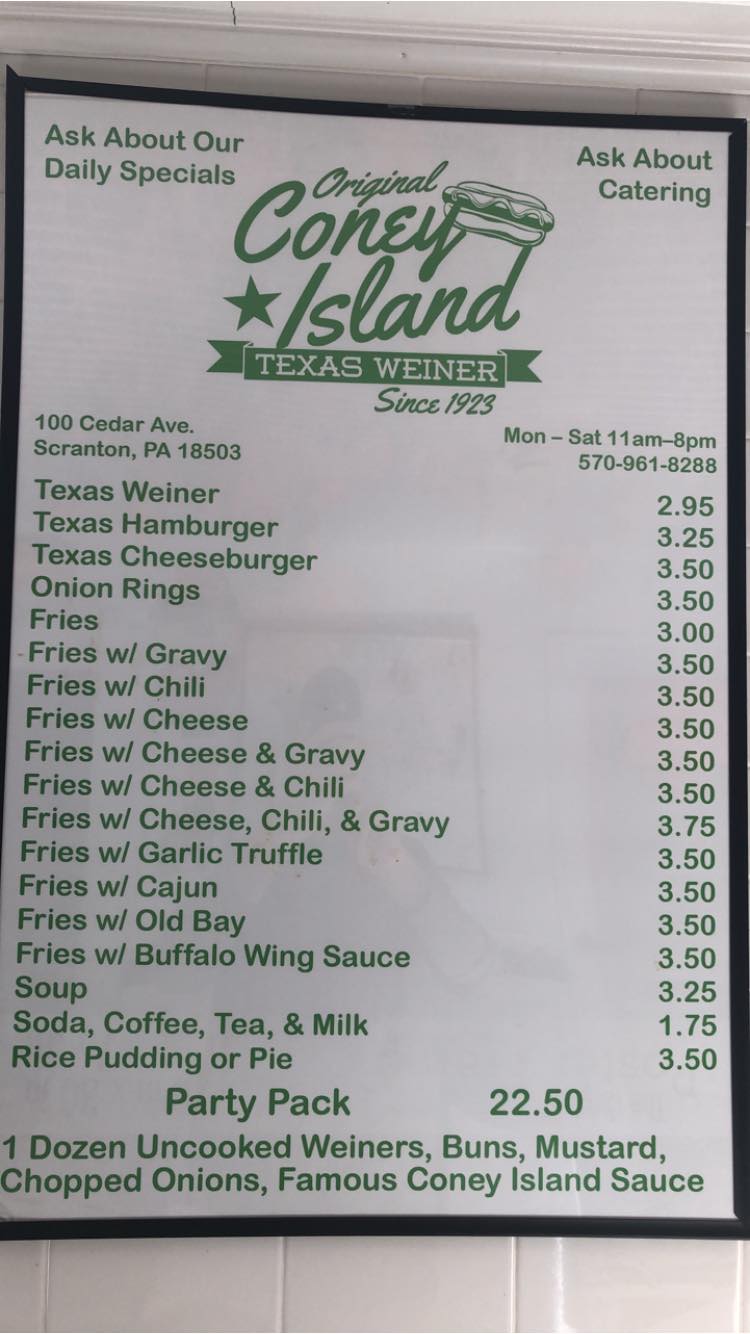 Ask About Our
Daily Specials
Ask About
Catering
Original
Coney
Island
TEXAS WEINER
Since 1923
100 Cedar Ave.
Scranton, PA 18503
Mon – Sat 11am–8pm
570-961-8288
Texas Weiner 2.95
Texas Hamburger 3.25
Texas Cheeseburger 3.50
Onion Rings 3.50
Fries 3.00
Fries w/ Gravy 3.50
Fries w/ Chili 3.50
Fries w/ Cheese 3.50
Fries w/ Cheese & Gravy 3.50
Fries w/ Cheese & Chili 3.50
Fries w/ Cheese, Chili, & Gravy 3.75
Fries w/ Garlic Truffle 3.50
Fries w/ Cajun 3.50
Fries w/ Old Bay 3.50
Fries w/ Buffalo Wing Sauce 3.50
Soup 3.25
Soda, Coffee, Tea, & Milk 1.75
Rice Pudding or Pie 3.50
Party Pack 22.50
1 Dozen Uncooked Weiners, Buns, Mustard,
Chopped Onions, Famous Coney Island Sauce